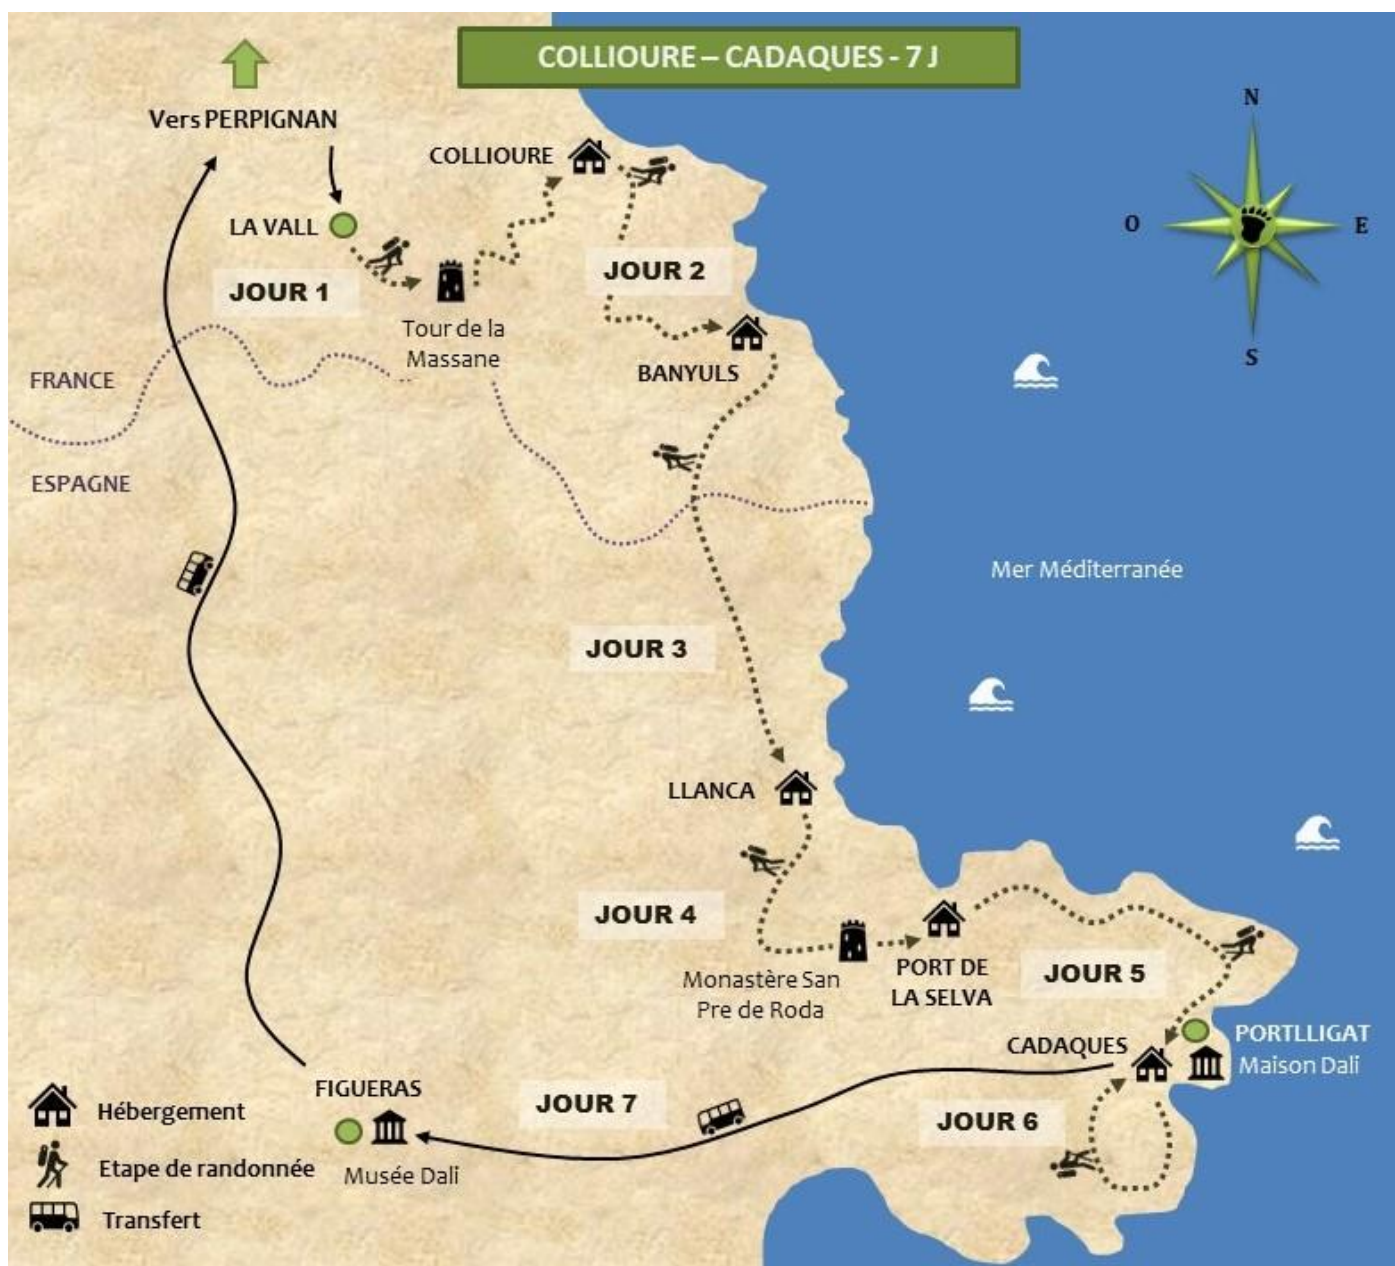 COLLIOURE – CADAQUES - 7 J
N
Vers PERPIGNAN
COLLIOURE
LA VALL
O
E
JOUR 2
JOUR 1
Tour de la
Massane
S
FRANCE
BANYULS
ESPAGNE
Mer Méditerranée
JOUR 3
LLANCA
JOUR 4
Monastère San
Pre de Roda
PORT DE
LA SELVA
JOUR 5
PORTLLIGAT
Maison Dali
CADAQUES
FIGUERAS
JOUR 7
JOUR 6
Musée Dali
Hébergement
Etape de randonnée
Transfert